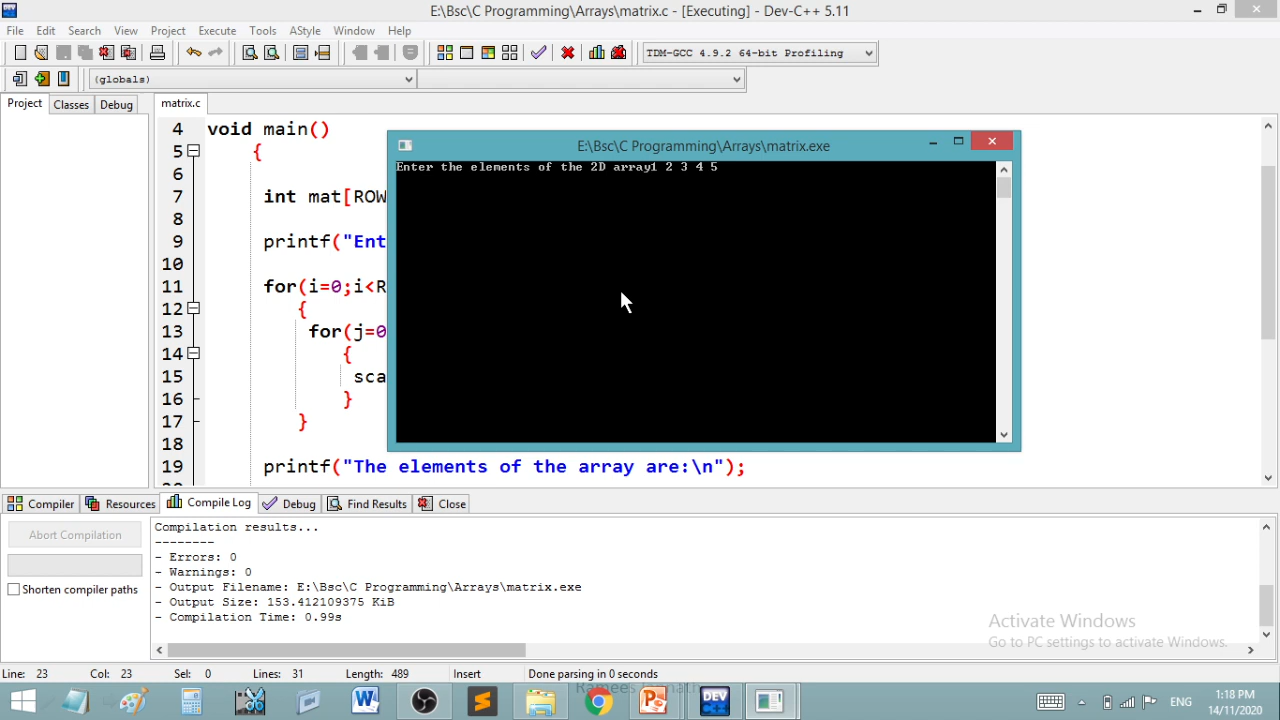 E:\Bsc\C Programming\Arrays\matrix.c - [Executing] - Dev-C++ 5.11
File Edit Search View Project Execute Tools AStyle Window Help
TDM-GCC 4.9.2 64-bit Profiling
(globals)
Project Classes Debug matrix.c
4 void main()
5 {
6
7 int mat[ROW
8
9 printf("Ent
10
11 for(i=0;i<R
12 {
13 for(j=0
14 {
15 sca
16 }
17 }
18
19 printf("The elements of the array are:\n");
E:\Bsc\C Programming\Arrays\matrix.exe
Enter the elements of the 2D array1 2 3 4 5
Compiler Resources Compile Log Debug Find Results Close
Abort Compilation
Shorten compiler paths
Compilation results...
--------
- Errors: 0
- Warnings: 0
- Output Filename: E:\Bsc\C Programming\Arrays\matrix.exe
- Output Size: 153.412109375 KiB
- Compilation Time: 0.99s
Activate Windows
Go to PC settings to activate Windows.
Line: 23 Col: 23 Sel: 0 Lines: 31 Length: 489 Insert Done parsing in 0 seconds
DEV
C++
ENG
1:18 PM
14/11/2020